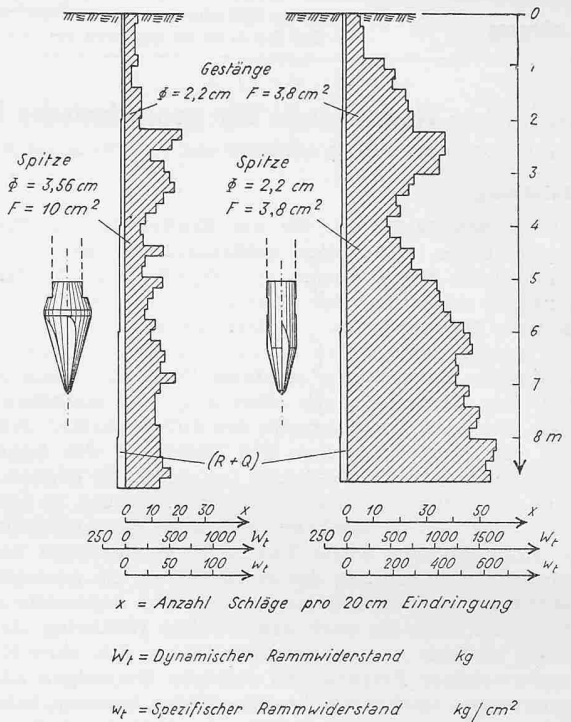 0
1
2
3
4
5
6
7
8 m
Gestänge
Φ = 2,2 cm F = 3,8 cm²
Spitze
Φ = 3,56 cm
F = 10 cm²
Spitze
Φ = 2,2 cm
F = 3,8 cm²
(R + Q)
0 10 20 30 x
0 10 30 50 x
250 0 500 1000 Wt
250 0 500 1000 1500 Wt
0 50 100 wt
0 200 400 600 wt
x = Anzahl Schläge pro 20 cm Eindringung
Wt = Dynamischer Rammwiderstand kg
wt = Spezifischer Rammwiderstand kg/cm²